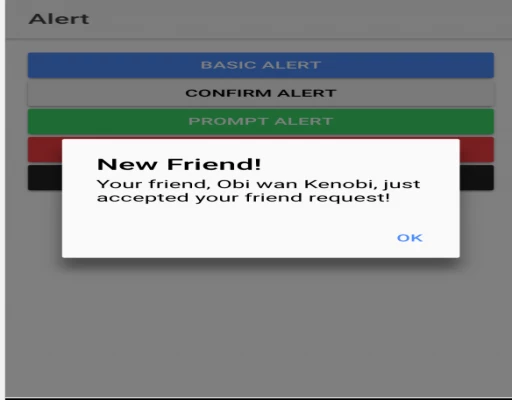 Alert
BASIC ALERT
CONFIRM ALERT
PROMPT ALERT
New Friend!
Your friend, Obi wan Kenobi, just
accepted your friend request!
OK